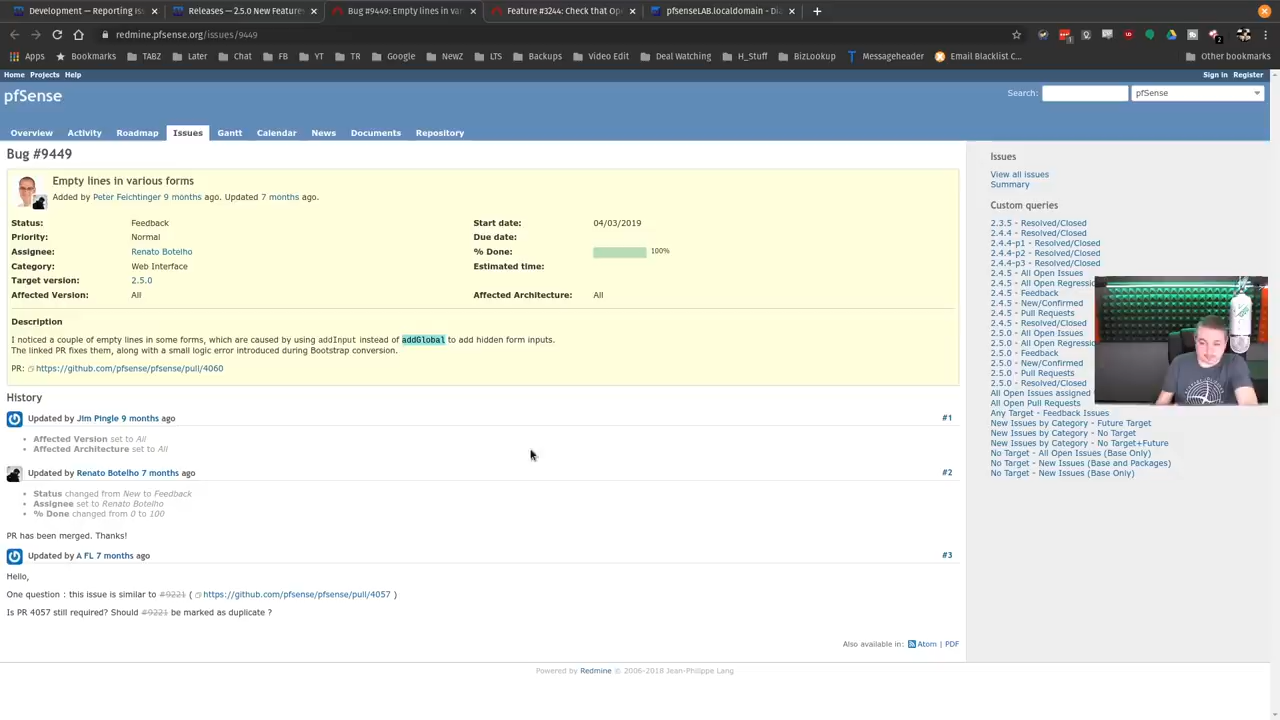 Development — Reporting Iss
Releases — 2.5.0 New Features
Bug #9449: Empty lines in var
Feature #3244: Check that Op
pfsenseLAB.localdomain - Di
redmine.pfsense.org/issues/9449
Apps Bookmarks TABZ Later Chat FB YT TR Google NewZ LTS Backups Video Edit Deal Watching H_Stuff BizLookup Messageheader Email Blacklist C... Other bookmarks
Home Projects Help Sign in Register
pfSense Search: pfSense
Overview Activity Roadmap Issues Gantt Calendar News Documents Repository
Bug #9449
Empty lines in various forms
Added by Peter Feichtinger 9 months ago. Updated 7 months ago.
Status: Feedback Start date: 04/03/2019
Priority: Normal Due date:
Assignee: Renato Botelho % Done: 100%
Category: Web Interface Estimated time:
Target version: 2.5.0
Affected Version: All Affected Architecture: All
Description
I noticed a couple of empty lines in some forms, which are caused by using addInput instead of addGlobal to add hidden form inputs.
The linked PR fixes them, along with a small logic error introduced during Bootstrap conversion.
PR: https://github.com/pfsense/pfsense/pull/4060
History
Updated by Jim Pingle 9 months ago #1
Affected Version set to All
Affected Architecture set to All
Updated by Renato Botelho 7 months ago #2
Status changed from New to Feedback
Assignee set to Renato Botelho
% Done changed from 0 to 100
PR has been merged. Thanks!
Updated by A FL 7 months ago #3
Hello,
One question : this issue is similar to #9221 ( https://github.com/pfsense/pfsense/pull/4057 )
Is PR 4057 still required? Should #9221 be marked as duplicate ?
Also available in: Atom | PDF
Powered by Redmine © 2006-2018 Jean-Philippe Lang
Issues
View all issues
Summary
Custom queries
2.3.5 - Resolved/Closed
2.4.4 - Resolved/Closed
2.4.4-p1 - Resolved/Closed
2.4.4-p2 - Resolved/Closed
2.4.4-p3 - Resolved/Closed
2.4.5 - All Open Issues
2.4.5 - All Open Regressio
2.4.5 - Feedback
2.4.5 - New/Confirmed
2.4.5 - Pull Requests
2.4.5 - Resolved/Closed
2.5.0 - All Open Issues
2.5.0 - All Open Regressio
2.5.0 - Feedback
2.5.0 - New/Confirmed
2.5.0 - Pull Requests
2.5.0 - Resolved/Closed
All Open Issues assigned
All Open Pull Requests
Any Target - Feedback Issues
New Issues by Category - Future Target
New Issues by Category - No Target
New Issues by Category - No Target+Future
No Target - All Open Issues (Base Only)
No Target - New Issues (Base and Packages)
No Target - New Issues (Base Only)